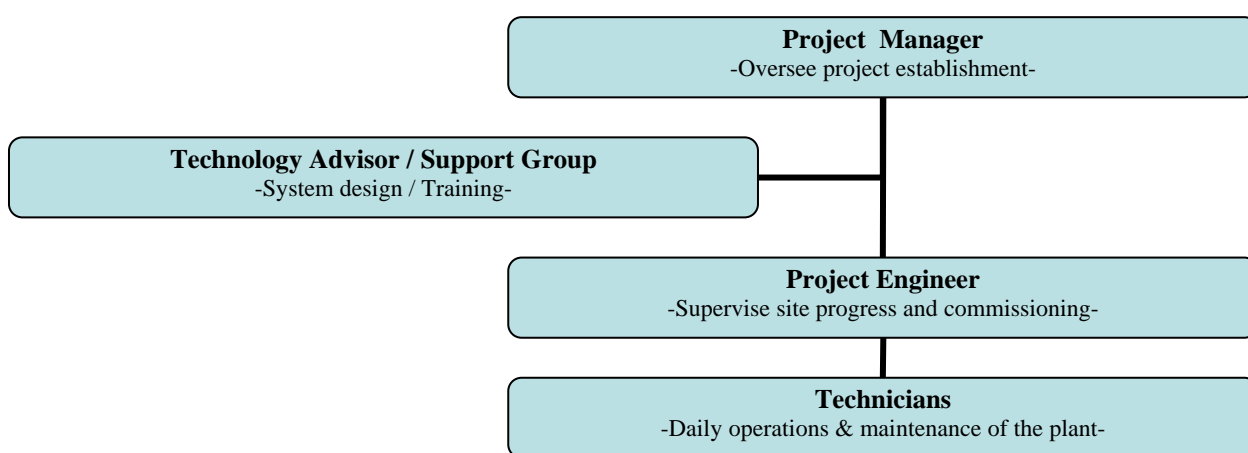 Project Manager
-Oversee project establishment-
Technology Advisor / Support Group
-System design / Training-
Project Engineer
-Supervise site progress and commissioning-
Technicians
-Daily operations & maintenance of the plant-